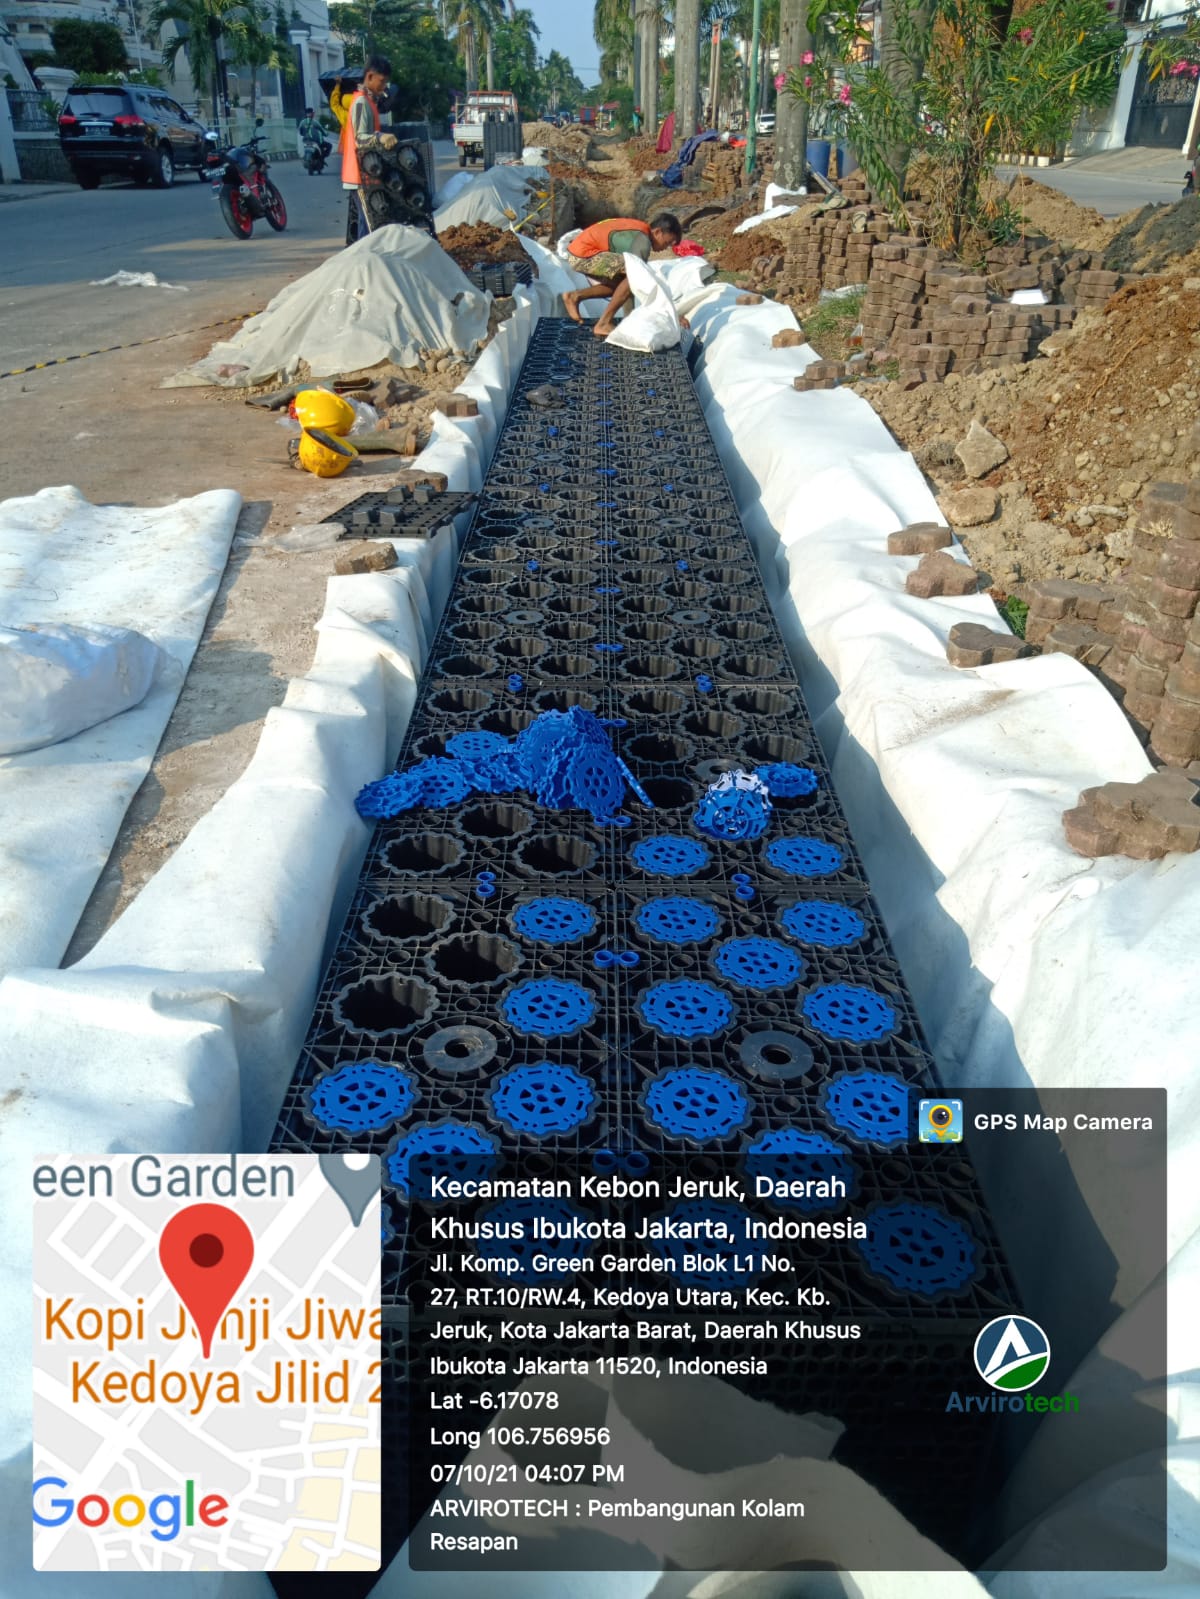 GPS Map Camera
een Garden
Kopi J nji Jiwa
Kedoya Jilid 2
Google
Kecamatan Kebon Jeruk, Daerah
Khusus Ibukota Jakarta, Indonesia
Jl. Komp. Green Garden Blok L1 No.
27, RT.10/RW.4, Kedoya Utara, Kec. Kb.
Jeruk, Kota Jakarta Barat, Daerah Khusus
Ibukota Jakarta 11520, Indonesia
Lat -6.17078
Long 106.756956
07/10/21 04:07 PM
ARVIROTECH : Pembangunan Kolam
Resapan
Arvirotech